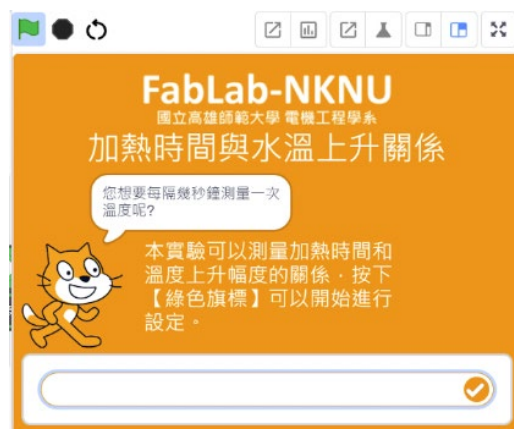 FabLab-NKNU
國立高雄師範大學 電機工程學系
加熱時間與水溫上升關係
您想要每隔幾秒鐘測量一次
溫度呢?
本實驗可以測量加熱時間和
溫度上升幅度的關係，按下
【綠色旗標】可以開始進行
設定。